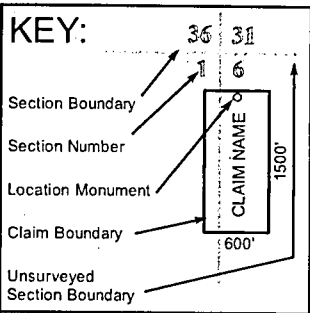 KEY:
36 31
1 6
Section Boundary
Section Number
Location Monument
Claim Boundary
Unsurveyed
Section Boundary
CLAIM NAME
1500'
600'